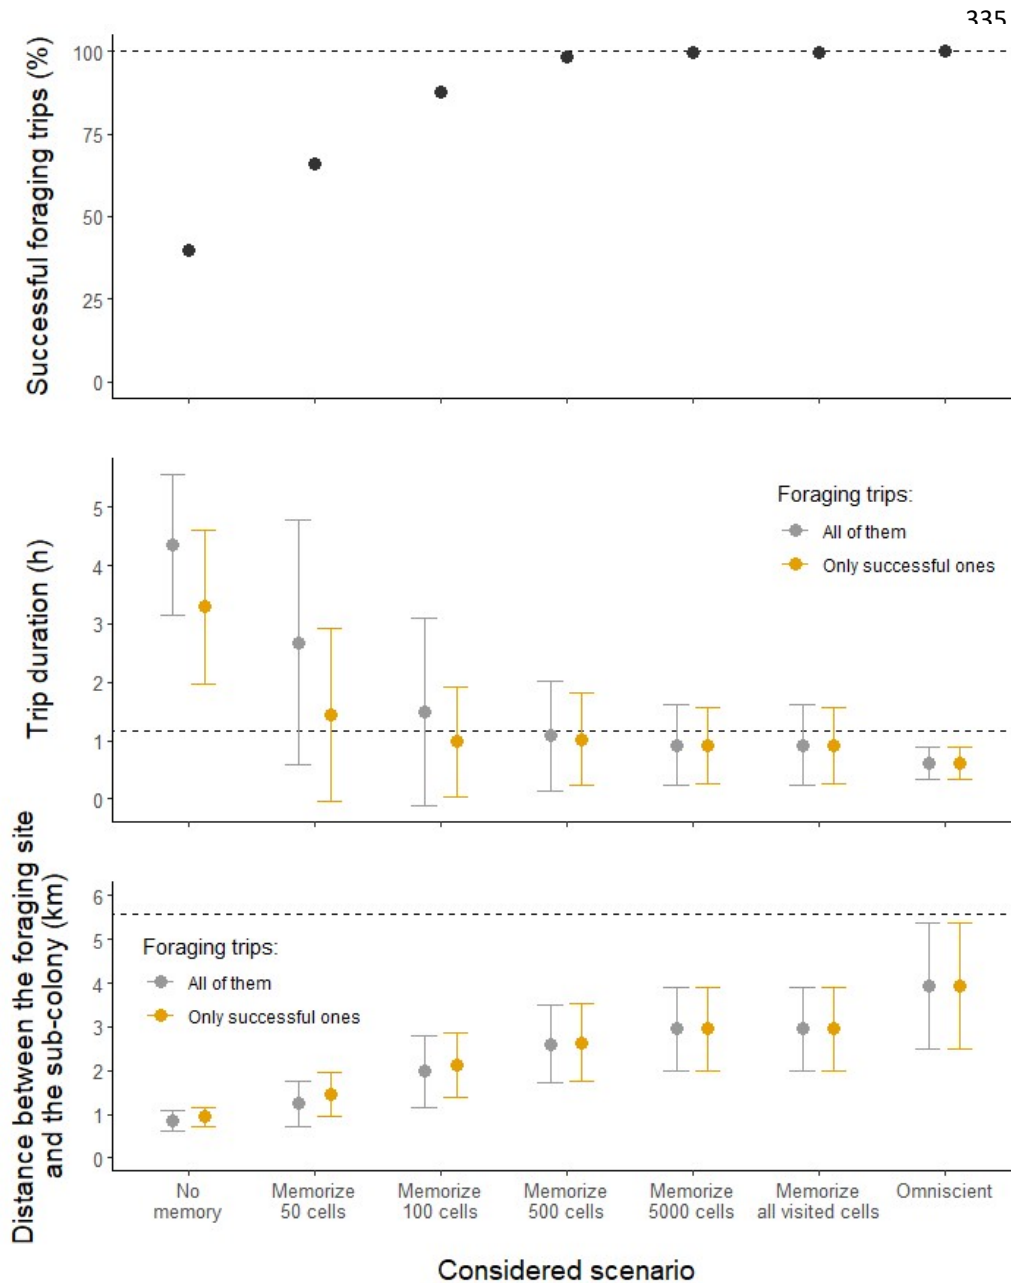 335
Successful foraging trips (%)
100
75
50
25
0
Trip duration (h)
5
4
3
2
1
0
Foraging trips:
All of them
Only successful ones
Distance between the foraging site
and the sub-colony (km)
6
5
4
3
2
1
0
Foraging trips:
All of them
Only successful ones
No
memory
Memorize
50 cells
Memorize
100 cells
Memorize
500 cells
Memorize
5000 cells
Memorize
all visited cells
Omniscient
Considered scenario